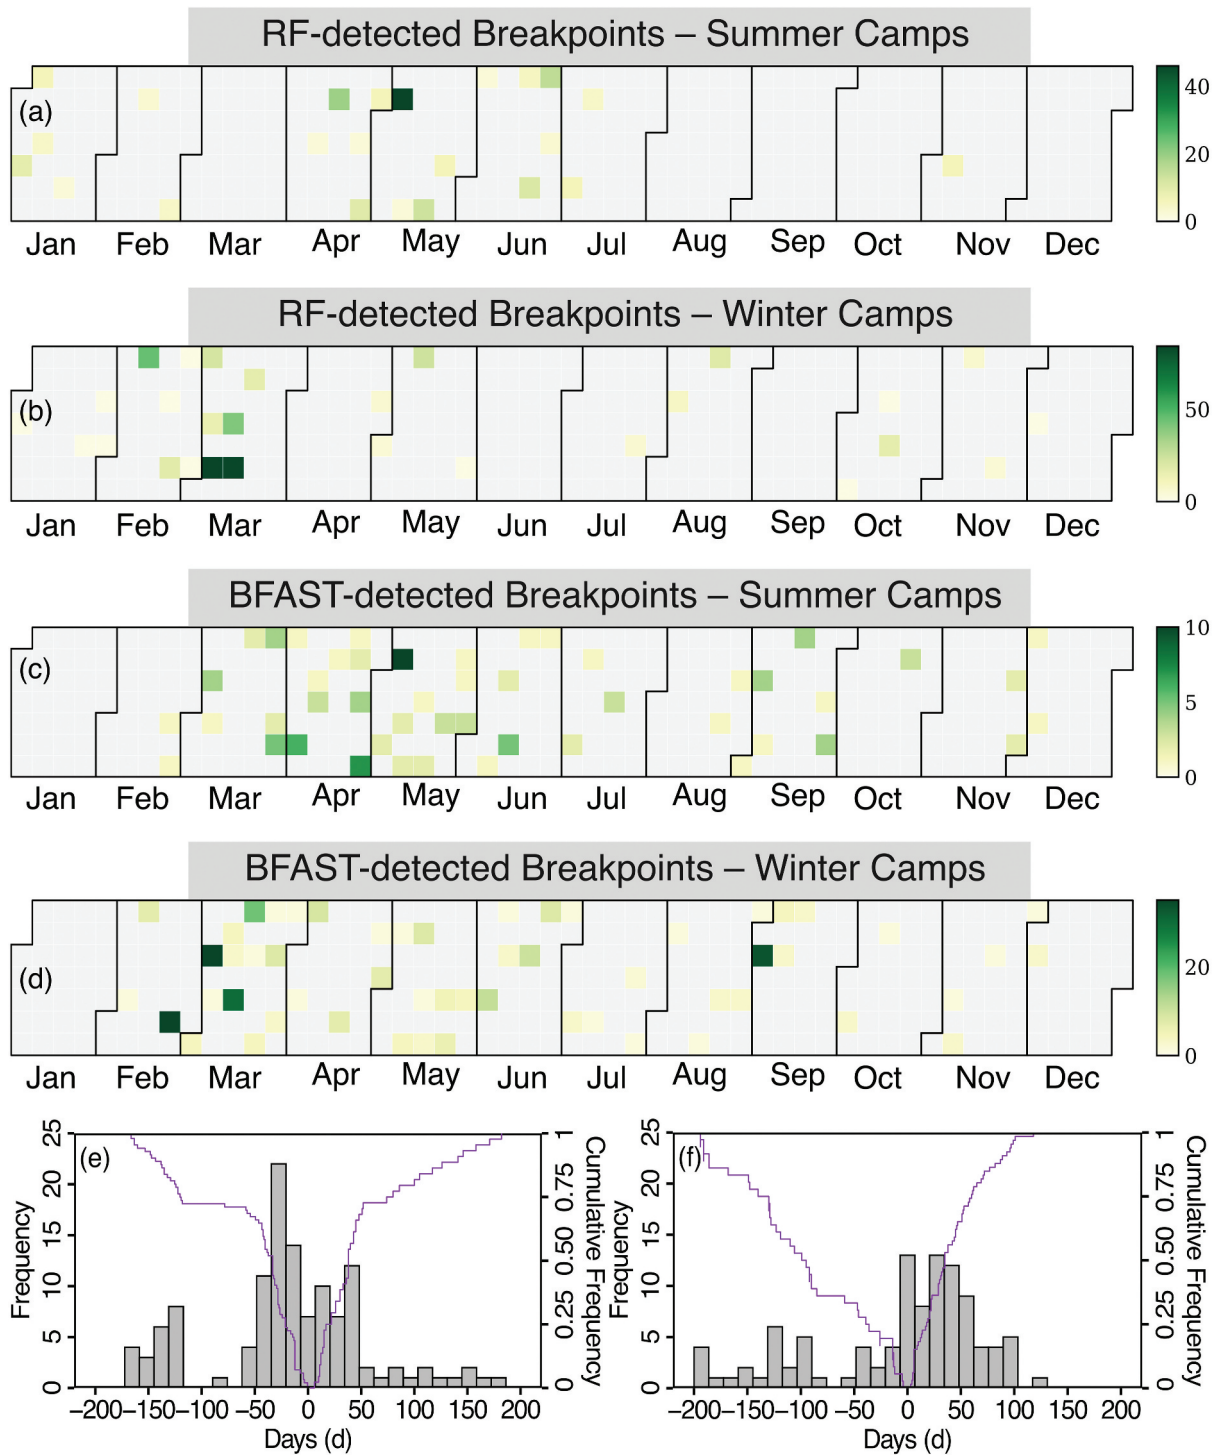 RF-detected Breakpoints – Summer Camps
(a)
40
20
0
Jan Feb Mar Apr May Jun Jul Aug Sep Oct Nov Dec
RF-detected Breakpoints – Winter Camps
(b)
50
0
Jan Feb Mar Apr May Jun Jul Aug Sep Oct Nov Dec
BFAST-detected Breakpoints – Summer Camps
(c)
10
5
0
Jan Feb Mar Apr May Jun Jul Aug Sep Oct Nov Dec
BFAST-detected Breakpoints – Winter Camps
(d)
20
0
Jan Feb Mar Apr May Jun Jul Aug Sep Oct Nov Dec
(e)
Frequency
0 5 10 15 20 25
Cumulative Frequency
0 0.25 0.50 0.75 1
−200 −150 −100 −50 0 50 100 150 200
Days (d)
(f)
Frequency
0 5 10 15 20 25
Cumulative Frequency
0 0.25 0.50 0.75 1
−200 −150 −100 −50 0 50 100 150 200
Days (d)